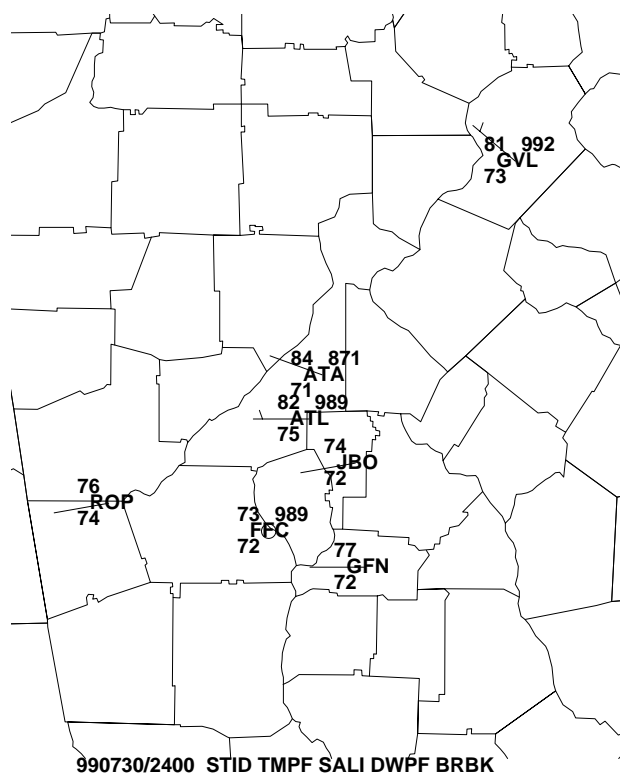 81 992
GVL
73
84 871
ATA
71
82 989
ATL
75
74
JBO
72
76
ROP
74
73 989
FFC
72
77
GFN
72
990730/2400 STID TMPF SALI DWPF BRBK